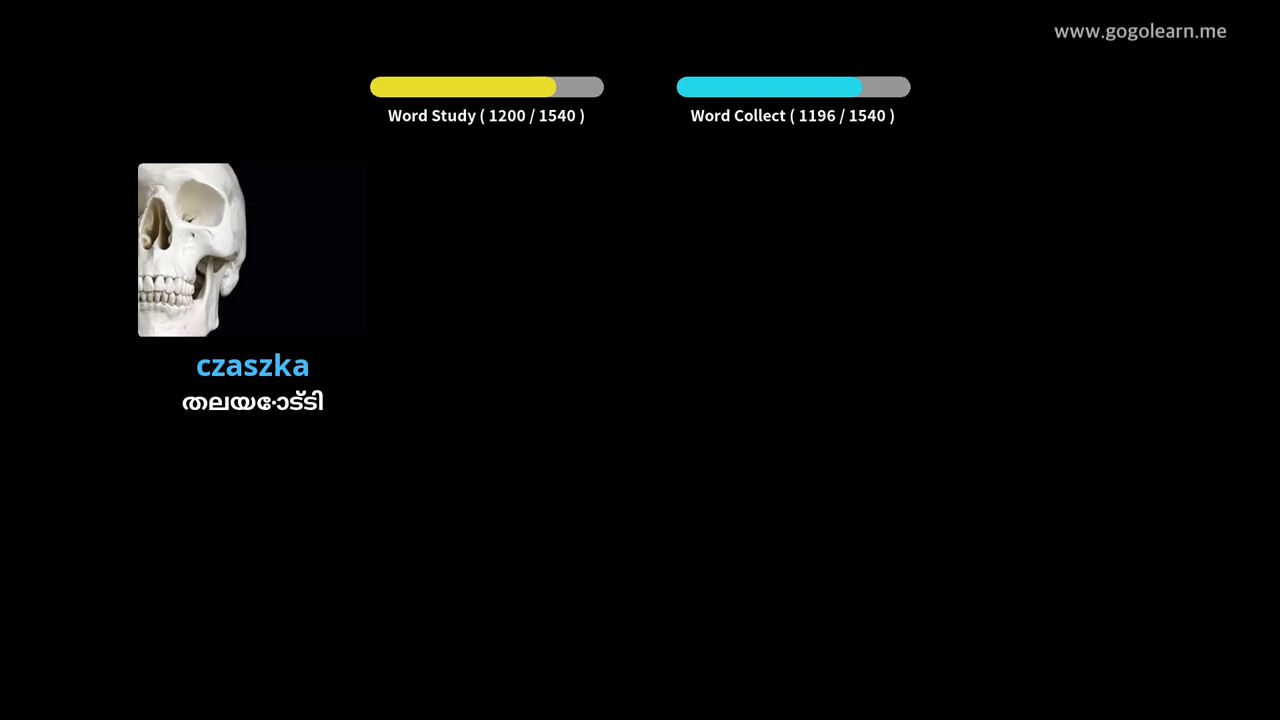 www.gogolearn.me
Word Study ( 1200 / 1540 )
Word Collect ( 1196 / 1540 )
czaszka
തലയോട്ടി